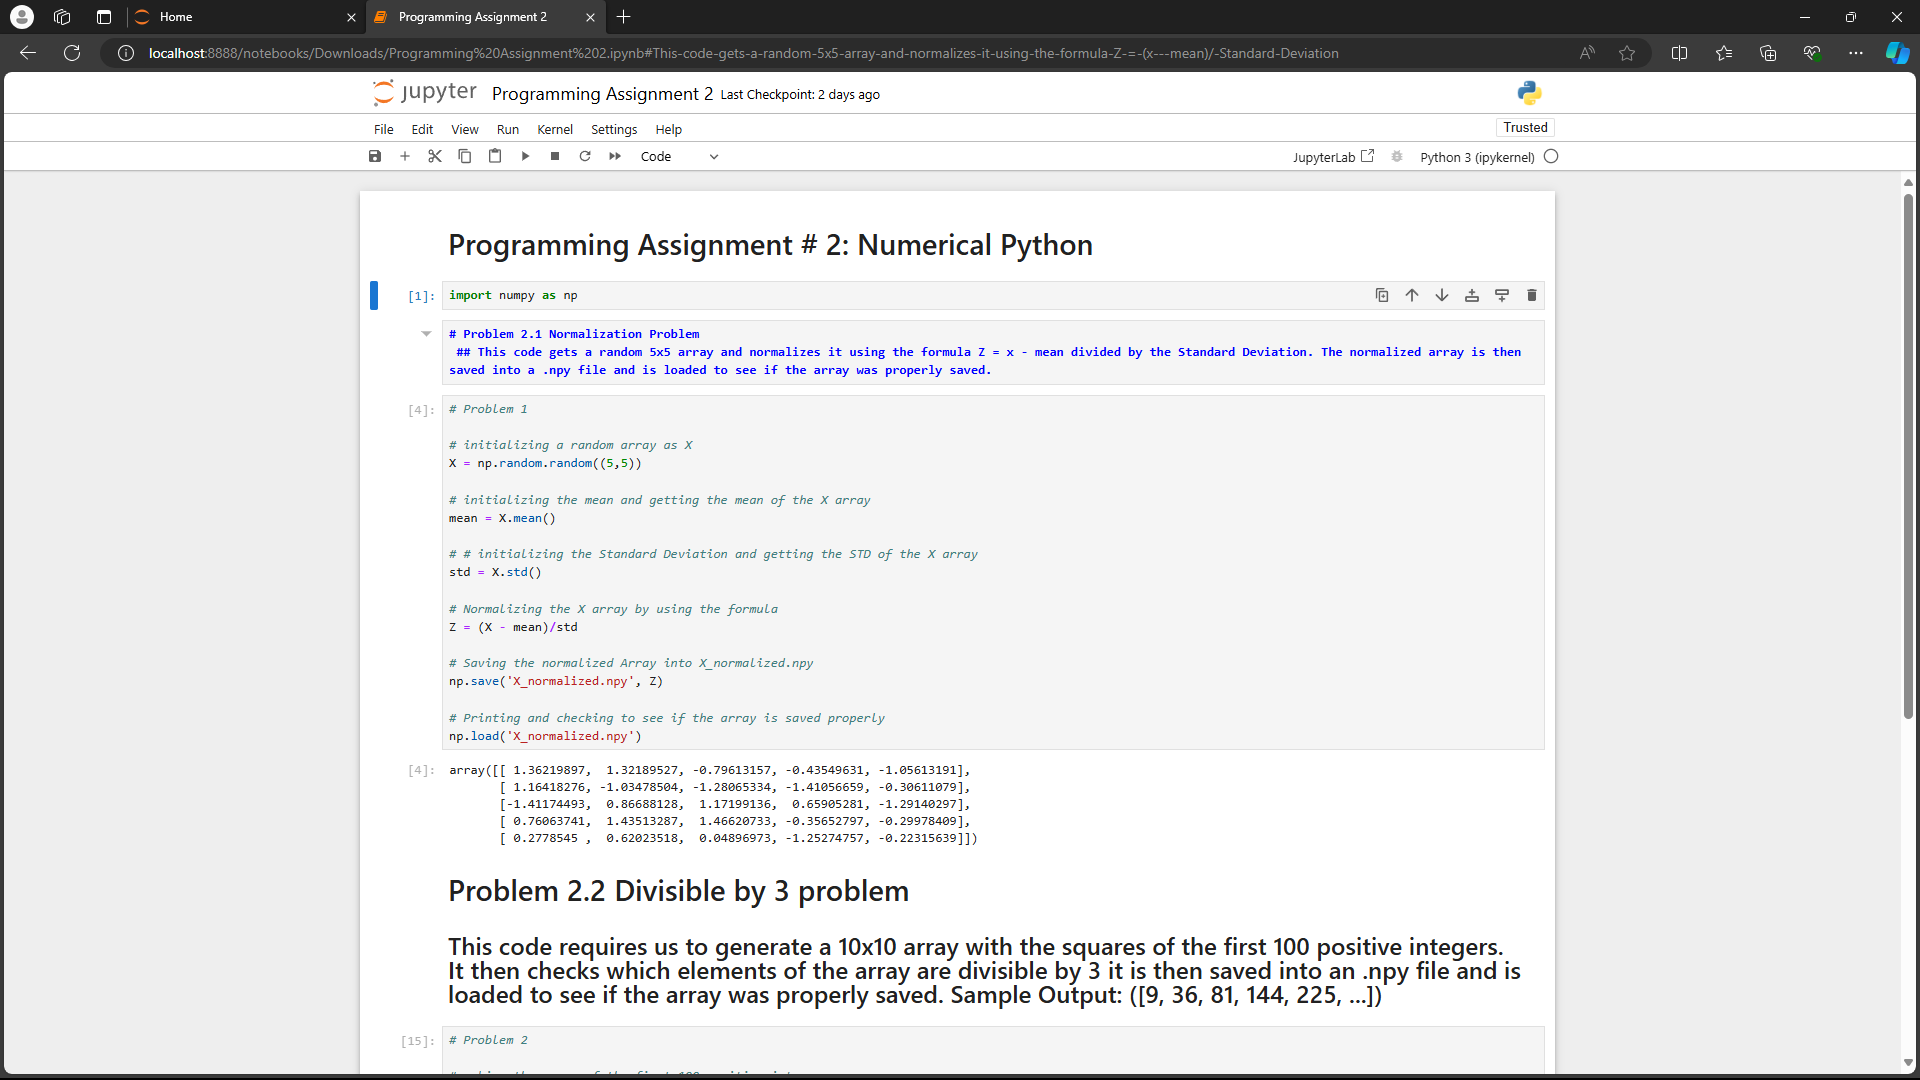 Home
Programming Assignment 2
localhost:8888/notebooks/Downloads/Programming%20Assignment%202.ipynb#This-code-gets-a-random-5x5-array-and-normalizes-it-using-the-formula-Z-=-(x---mean)/-Standard-Deviation
jupyter Programming Assignment 2 Last Checkpoint: 2 days ago
File Edit View Run Kernel Settings Help
Trusted
Code
JupyterLab
Python 3 (ipykernel)
Programming Assignment # 2: Numerical Python
[1]: import numpy as np
# Problem 2.1 Normalization Problem
## This code gets a random 5x5 array and normalizes it using the formula Z = x - mean divided by the Standard Deviation. The normalized array is then
saved into a .npy file and is loaded to see if the array was properly saved.
[4]: # Problem 1
# initializing a random array as X
X = np.random.random((5,5))
# initializing the mean and getting the mean of the X array
mean = X.mean()
# # initializing the Standard Deviation and getting the STD of the X array
std = X.std()
# Normalizing the X array by using the formula
Z = (X - mean)/std
# Saving the normalized Array into X_normalized.npy
np.save('X_normalized.npy', Z)
# Printing and checking to see if the array is saved properly
np.load('X_normalized.npy')
[4]: array([[ 1.36219897, 1.32189527, -0.79613157, -0.43549631, -1.05613191],
[ 1.16418276, -1.03478504, -1.28065334, -1.41056659, -0.30611079],
[-1.41174493, 0.86688128, 1.17199136, 0.65905281, -1.29140297],
[ 0.76063741, 1.43513287, 1.46620733, -0.35652797, -0.29978409],
[ 0.2778545 , 0.62023518, 0.04896973, -1.25274757, -0.22315639]])
Problem 2.2 Divisible by 3 problem
This code requires us to generate a 10x10 array with the squares of the first 100 positive integers.
It then checks which elements of the array are divisible by 3 it is then saved into an .npy file and is
loaded to see if the array was properly saved. Sample Output: ([9, 36, 81, 144, 225, ...])
[15]: # Problem 2